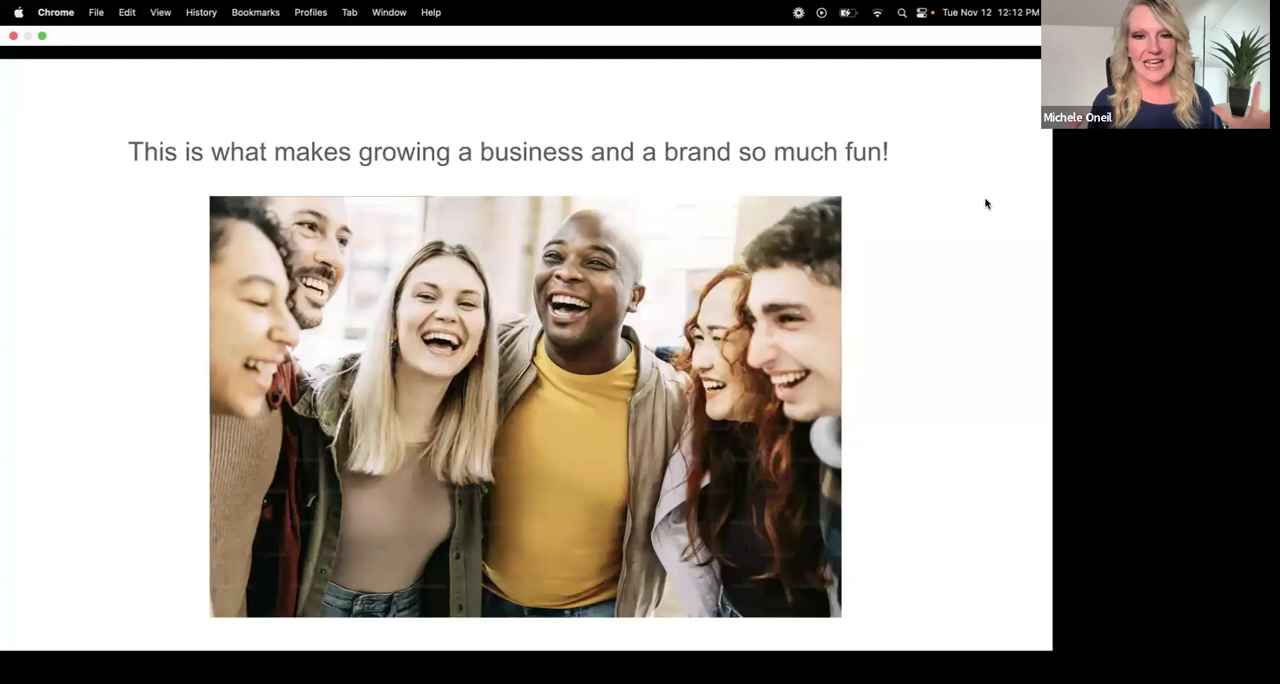 Chrome File Edit View History Bookmarks Profiles Tab Window Help Tue Nov 12 12:12 PM
Michele Oneil
This is what makes growing a business and a brand so much fun!